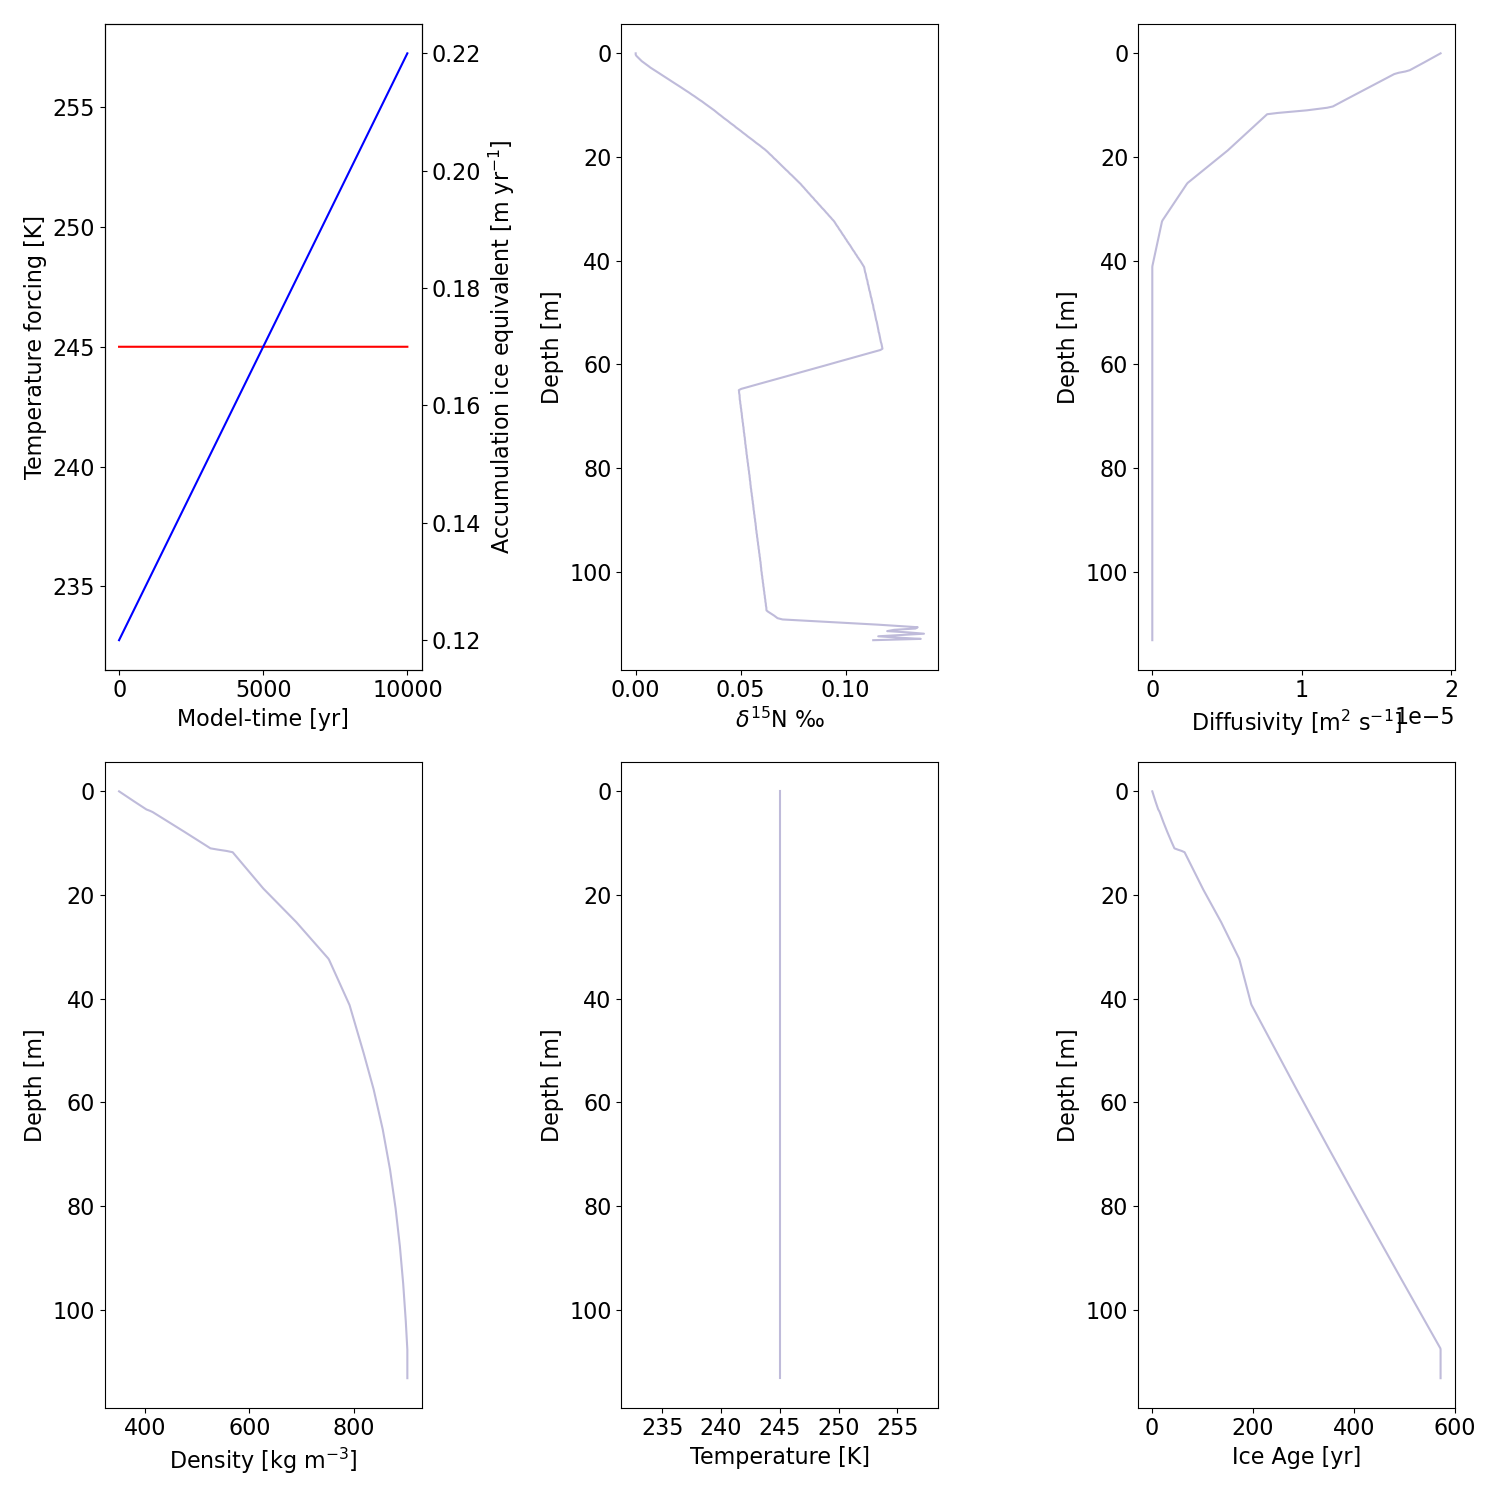 255
250
245
240
235
Temperature forcing [K]
0 5000 10000
Model-time [yr]
0.22
0.20
0.18
0.16
0.14
0.12
Accumulation ice equivalent [m yr⁻¹]
0
20
40
60
80
100
Depth [m]
0.00 0.05 0.10
δ¹⁵N ‰
0
20
40
60
80
100
Depth [m]
0 1 2
Diffusivity [m² s⁻¹]
1e−5
0
20
40
60
80
100
Depth [m]
400 600 800
Density [kg m⁻³]
0
20
40
60
80
100
Depth [m]
235 240 245 250 255
Temperature [K]
0
20
40
60
80
100
Depth [m]
0 200 400 600
Ice Age [yr]